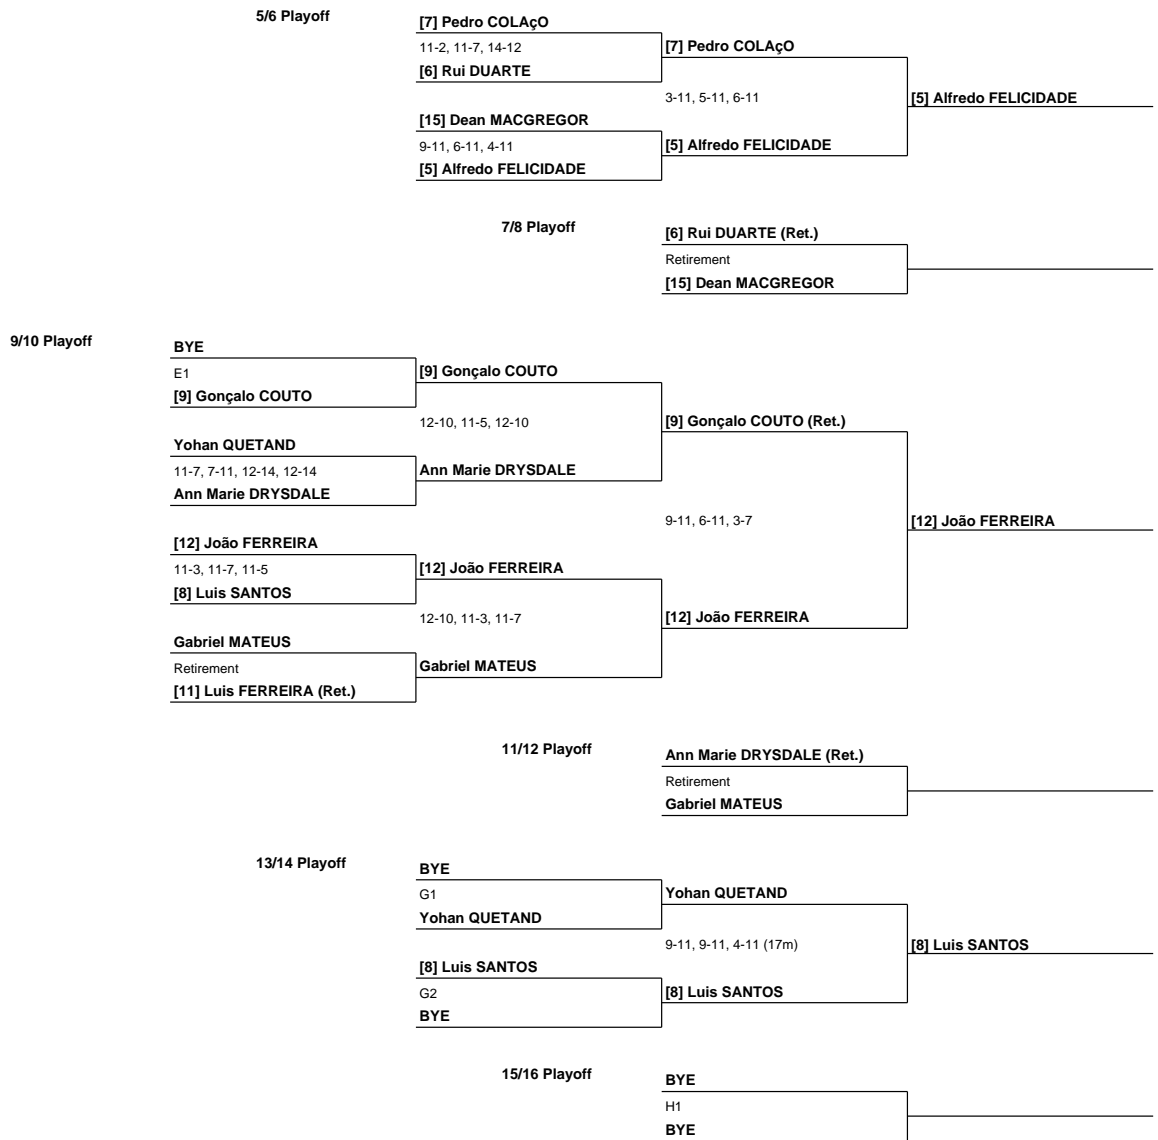 5/6 Playoff
[7] Pedro COLAçO
11-2, 11-7, 14-12
[6] Rui DUARTE
[7] Pedro COLAçO
3-11, 5-11, 6-11
[5] Alfredo FELICIDADE
[15] Dean MACGREGOR
9-11, 6-11, 4-11
[5] Alfredo FELICIDADE
[5] Alfredo FELICIDADE
7/8 Playoff
[6] Rui DUARTE (Ret.)
Retirement
[15] Dean MACGREGOR
9/10 Playoff
BYE
E1
[9] Gonçalo COUTO
[9] Gonçalo COUTO
12-10, 11-5, 12-10
[9] Gonçalo COUTO (Ret.)
Yohan QUETAND
11-7, 7-11, 12-14, 12-14
Ann Marie DRYSDALE
Ann Marie DRYSDALE
9-11, 6-11, 3-7
[12] João FERREIRA
[12] João FERREIRA
11-3, 11-7, 11-5
[8] Luis SANTOS
[12] João FERREIRA
12-10, 11-3, 11-7
[12] João FERREIRA
Gabriel MATEUS
Retirement
[11] Luis FERREIRA (Ret.)
Gabriel MATEUS
11/12 Playoff
Ann Marie DRYSDALE (Ret.)
Retirement
Gabriel MATEUS
13/14 Playoff
BYE
G1
Yohan QUETAND
Yohan QUETAND
9-11, 9-11, 4-11 (17m)
[8] Luis SANTOS
[8] Luis SANTOS
G2
BYE
[8] Luis SANTOS
15/16 Playoff
BYE
H1
BYE